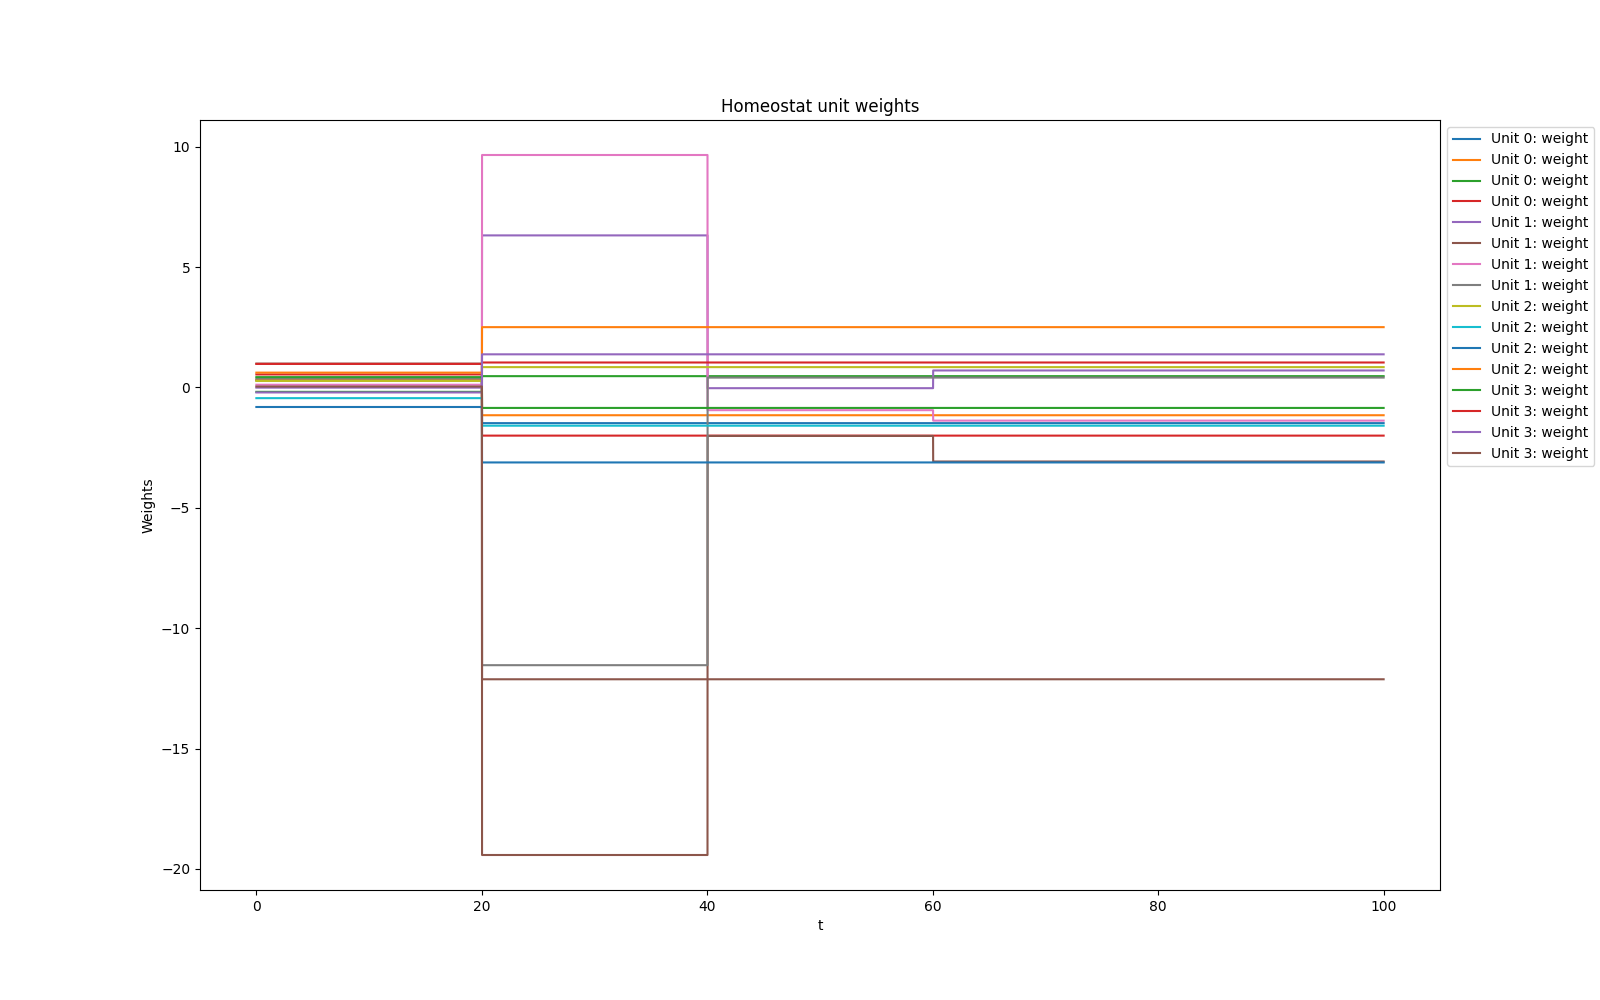 Homeostat unit weights
10
5
0
−5
−10
−15
−20
Weights
0
20
40
60
80
100
t
Unit 0: weight
Unit 0: weight
Unit 0: weight
Unit 0: weight
Unit 1: weight
Unit 1: weight
Unit 1: weight
Unit 1: weight
Unit 2: weight
Unit 2: weight
Unit 2: weight
Unit 2: weight
Unit 3: weight
Unit 3: weight
Unit 3: weight
Unit 3: weight